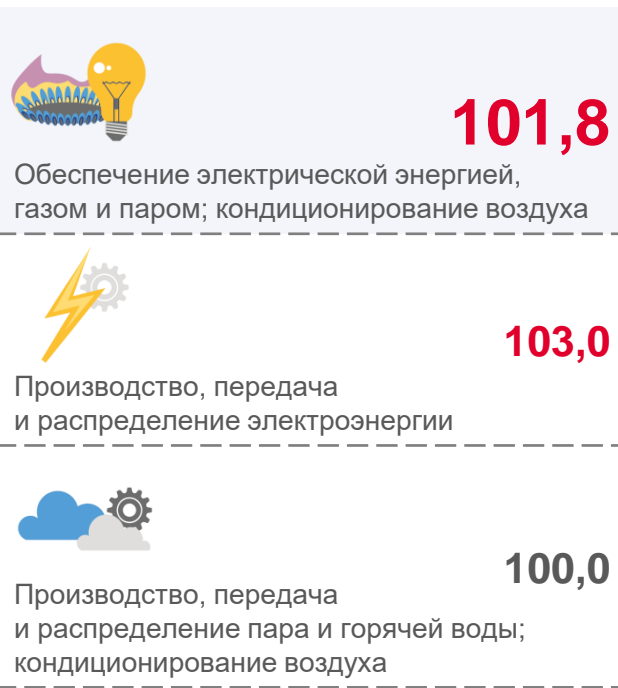 101,8
Обеспечение электрической энергией,
газом и паром; кондиционирование воздуха
103,0
Производство, передача
и распределение электроэнергии
100,0
Производство, передача
и распределение пара и горячей воды;
кондиционирование воздуха